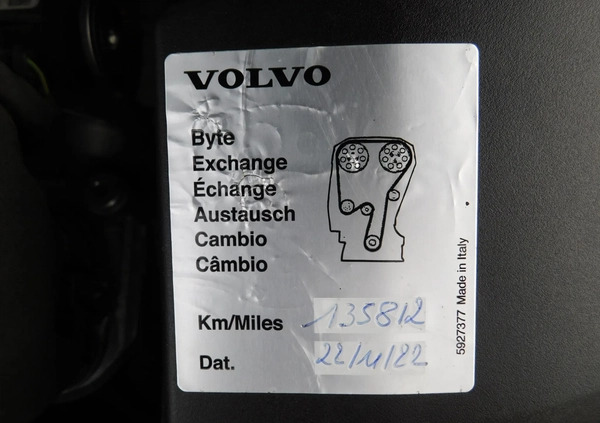 VOLVO
Byte
Exchange
Échange
Austausch
Cambio
Câmbio
Km/Miles 135812
Dat. 22/11/22
5927377 Made in Italy